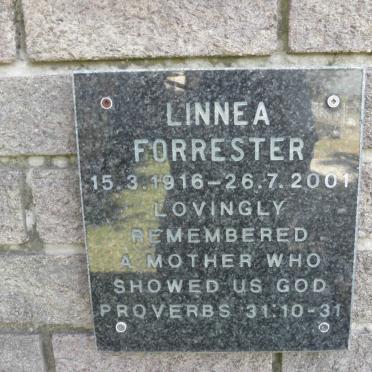 LINNEA
FORRESTER
15.3.1916-26.7.2001
LOVINGLY
REMEMBERED
A MOTHER WHO
SHOWED US GOD
PROVERBS 31:10-31